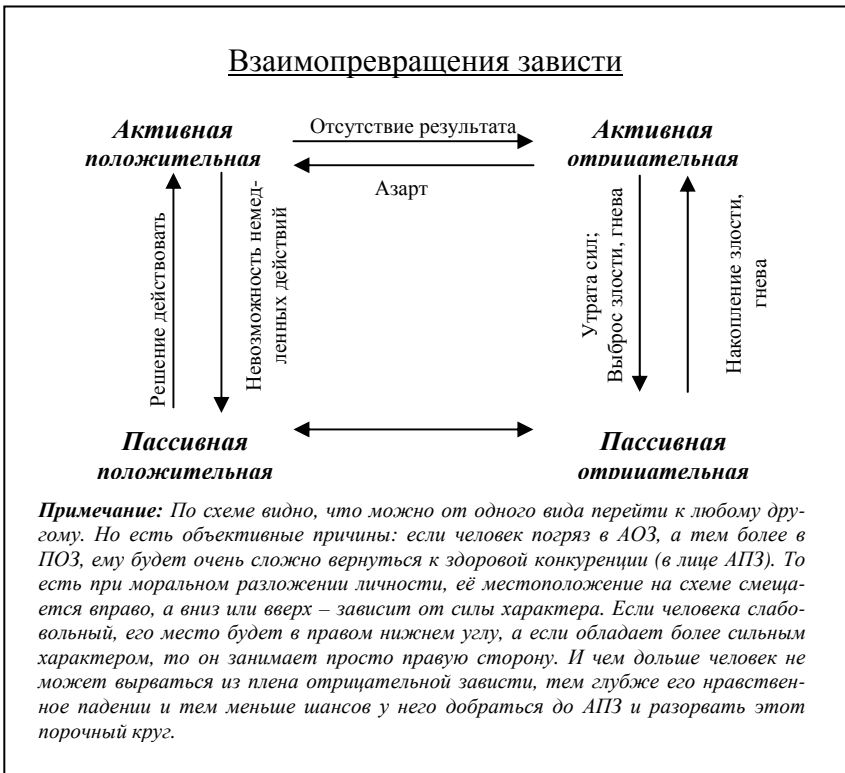 Взаимопревращения зависти
Активная
положительная
Отсутствие результата
Активная
отрицательная
Азарт
Решение действовать
Невозможность немед-
ленных действий
Утрата сил;
Выброс злости, гнева
Накопление злости,
гнева
Пассивная
положительная
Пассивная
отрицательная
Примечание: По схеме видно, что можно от одного вида перейти к любому дру-
гому. Но есть объективные причины: если человек погряз в АОЗ, а тем более в
ПОЗ, ему будет очень сложно вернуться к здоровой конкуренции (в лице АПЗ). То
есть при моральном разложении личности, её местоположение на схеме смеща-
ется вправо, а вниз или вверх – зависит от силы характера. Если человека слабо-
вольный, его место будет в правом нижнем углу, а если обладает более сильным
характером, то он занимает просто правую сторону. И чем дольше человек не
может вырваться из плена отрицательной зависти, тем глубже его нравствен-
ное падении и тем меньше шансов у него добраться до АПЗ и разорвать этот
порочный круг.